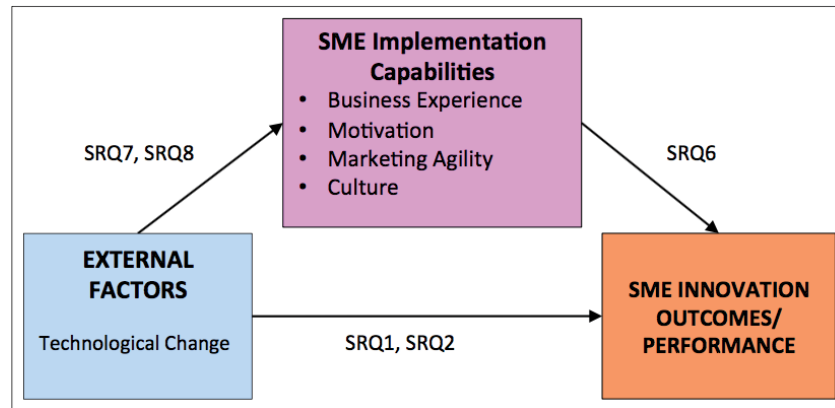 SME Implementation
Capabilities
• Business Experience
• Motivation
• Marketing Agility
• Culture
SRQ7, SRQ8
SRQ6
EXTERNAL
FACTORS
Technological Change
SRQ1, SRQ2
SME INNOVATION
OUTCOMES/
PERFORMANCE